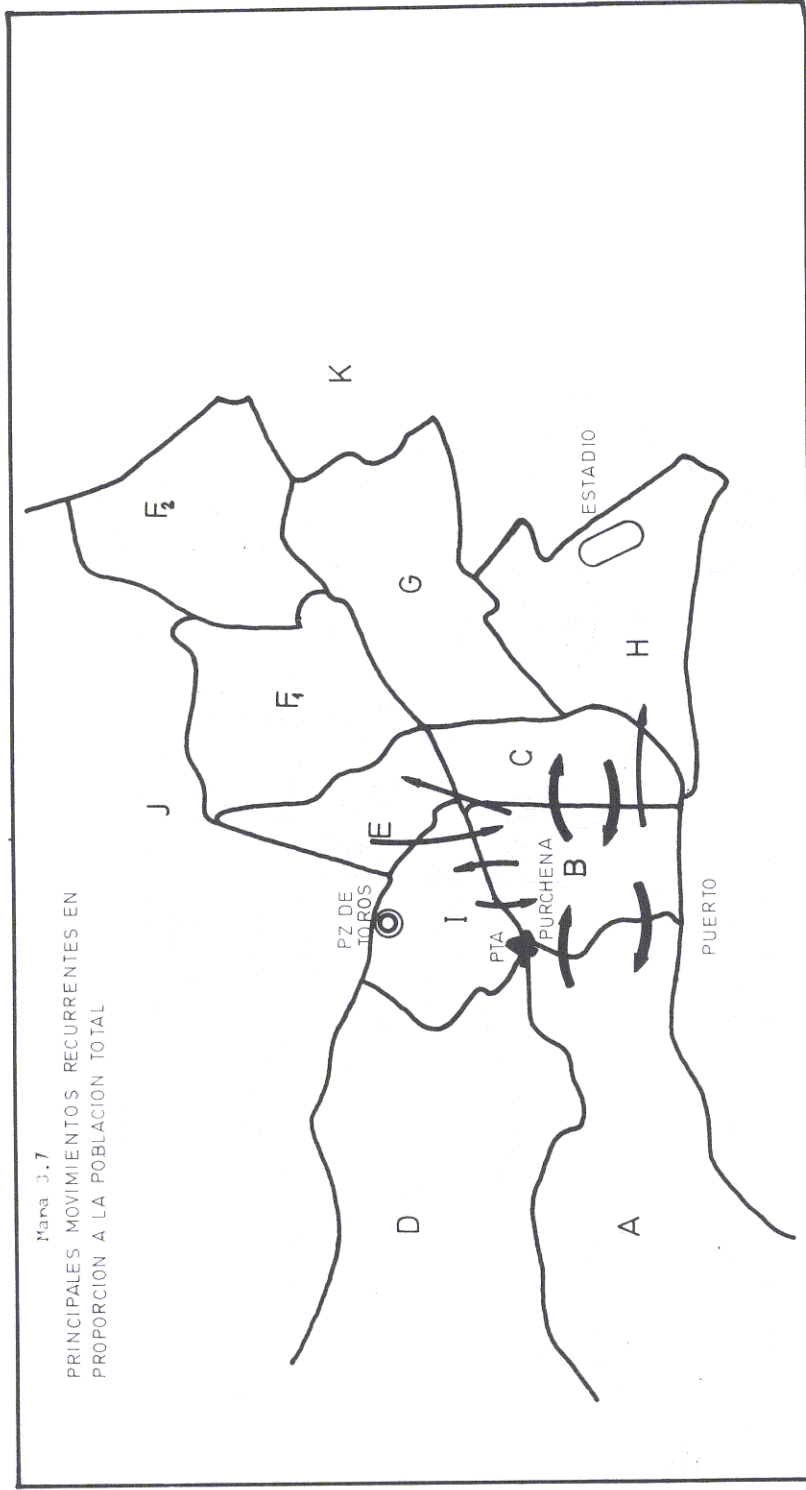 Mapa 3.7
PRINCIPALES MOVIMIENTOS RECURRENTES EN
PROPORCION A LA POBLACION TOTAL
J
K
F2
F1
G
E
PZ DE
TOROS
I
C
H
ESTADIO
D
PTA
PURCHENA
B
A
PUERTO